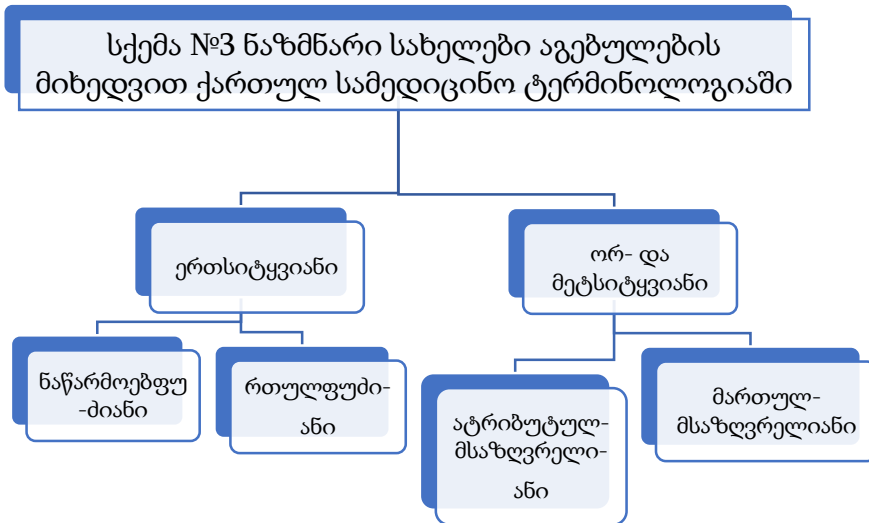 სქემა №3 ნაზმნარი სახელები აგებულების
მიხედვით ქართულ სამედიცინო ტერმინოლოგიაში
ერთსიტყვიანი
ორ- და
მეტსიტყვიანი
ნაწარმოებფუ
-ძიანი
რთულფუძი-
ანი
ატრიბუტულ-
მსაზღვრელი-
ანი
მართულ-
მსაზღვრელიანი